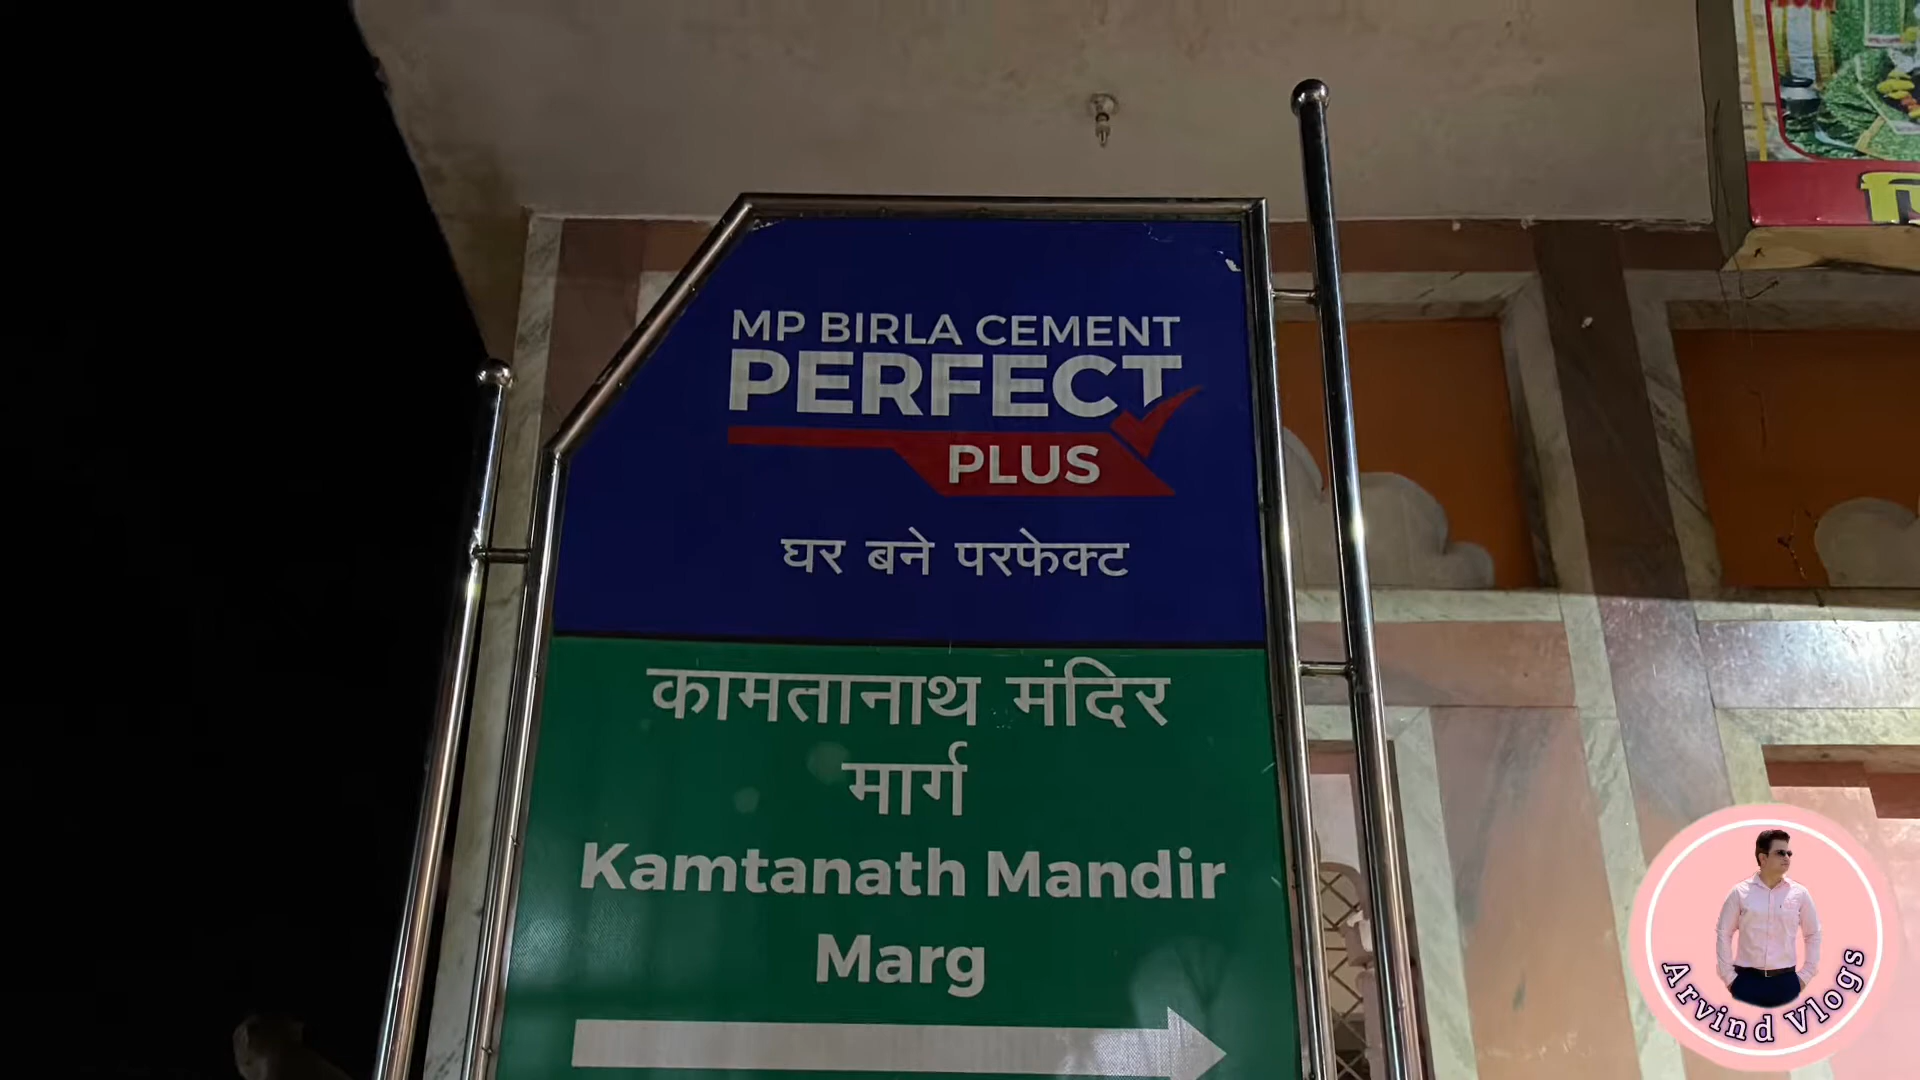 MP BIRLA CEMENT
PERFECT
PLUS
घर बने परफेक्ट
कामतानाथ मंदिर
मार्ग
Kamtanath Mandir
Marg
Arvind Vlogs